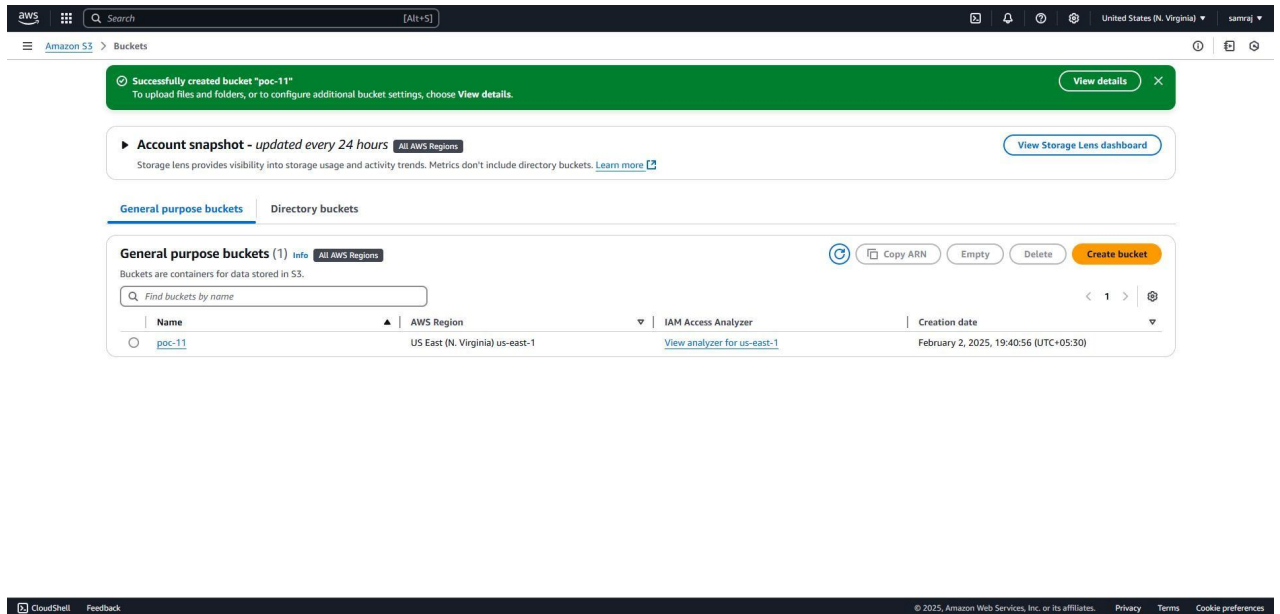 aws Search [Alt+S] United States (N. Virginia) samraj
Amazon S3 > Buckets
Successfully created bucket "poc-11"
To upload files and folders, or to configure additional bucket settings, choose View details.
View details
Account snapshot - updated every 24 hours All AWS Regions
Storage lens provides visibility into storage usage and activity trends. Metrics don't include directory buckets. Learn more
View Storage Lens dashboard
General purpose buckets Directory buckets
General purpose buckets (1) Info All AWS Regions
Copy ARN Empty Delete Create bucket
Buckets are containers for data stored in S3.
Find buckets by name
< 1 >
Name AWS Region IAM Access Analyzer Creation date
poc-11 US East (N. Virginia) us-east-1 View analyzer for us-east-1 February 2, 2025, 19:40:56 (UTC+05:30)
CloudShell Feedback © 2025, Amazon Web Services, Inc. or its affiliates. Privacy Terms Cookie preferences